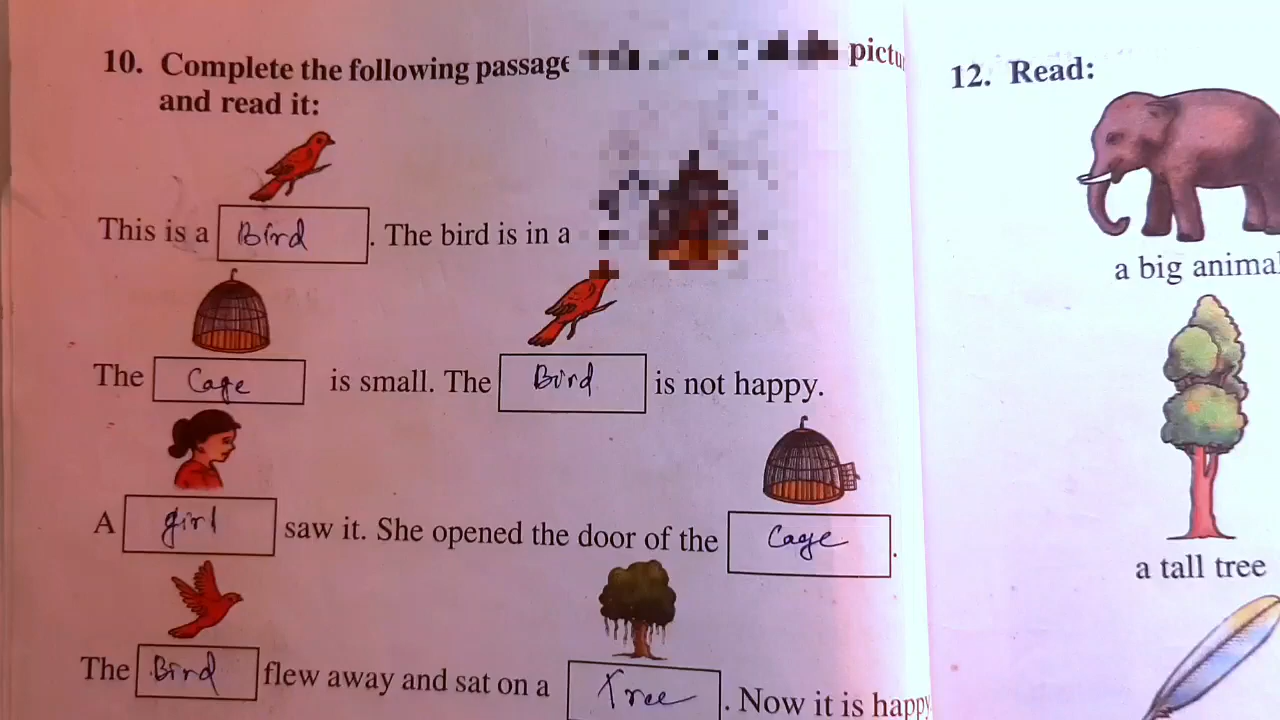 10. Complete the following passage
and read it:
This is a Bird . The bird is in a
The Cage is small. The Bird is not happy.
A girl saw it. She opened the door of the Cage .
The Bird flew away and sat on a Tree . Now it is happy
12. Read:
a big animal
a tall tree